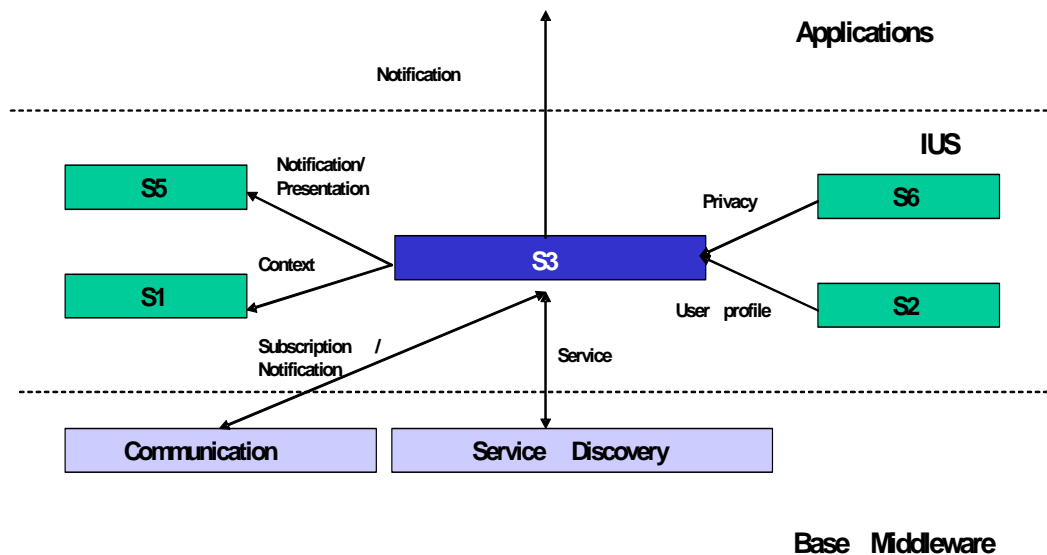 Applications
Notification
IUS
Notification/
Presentation
S5
S6
Privacy
S3
Context
S1
S2
User profile
Subscription /
Notification
Service
Communication
Service Discovery
Base Middleware